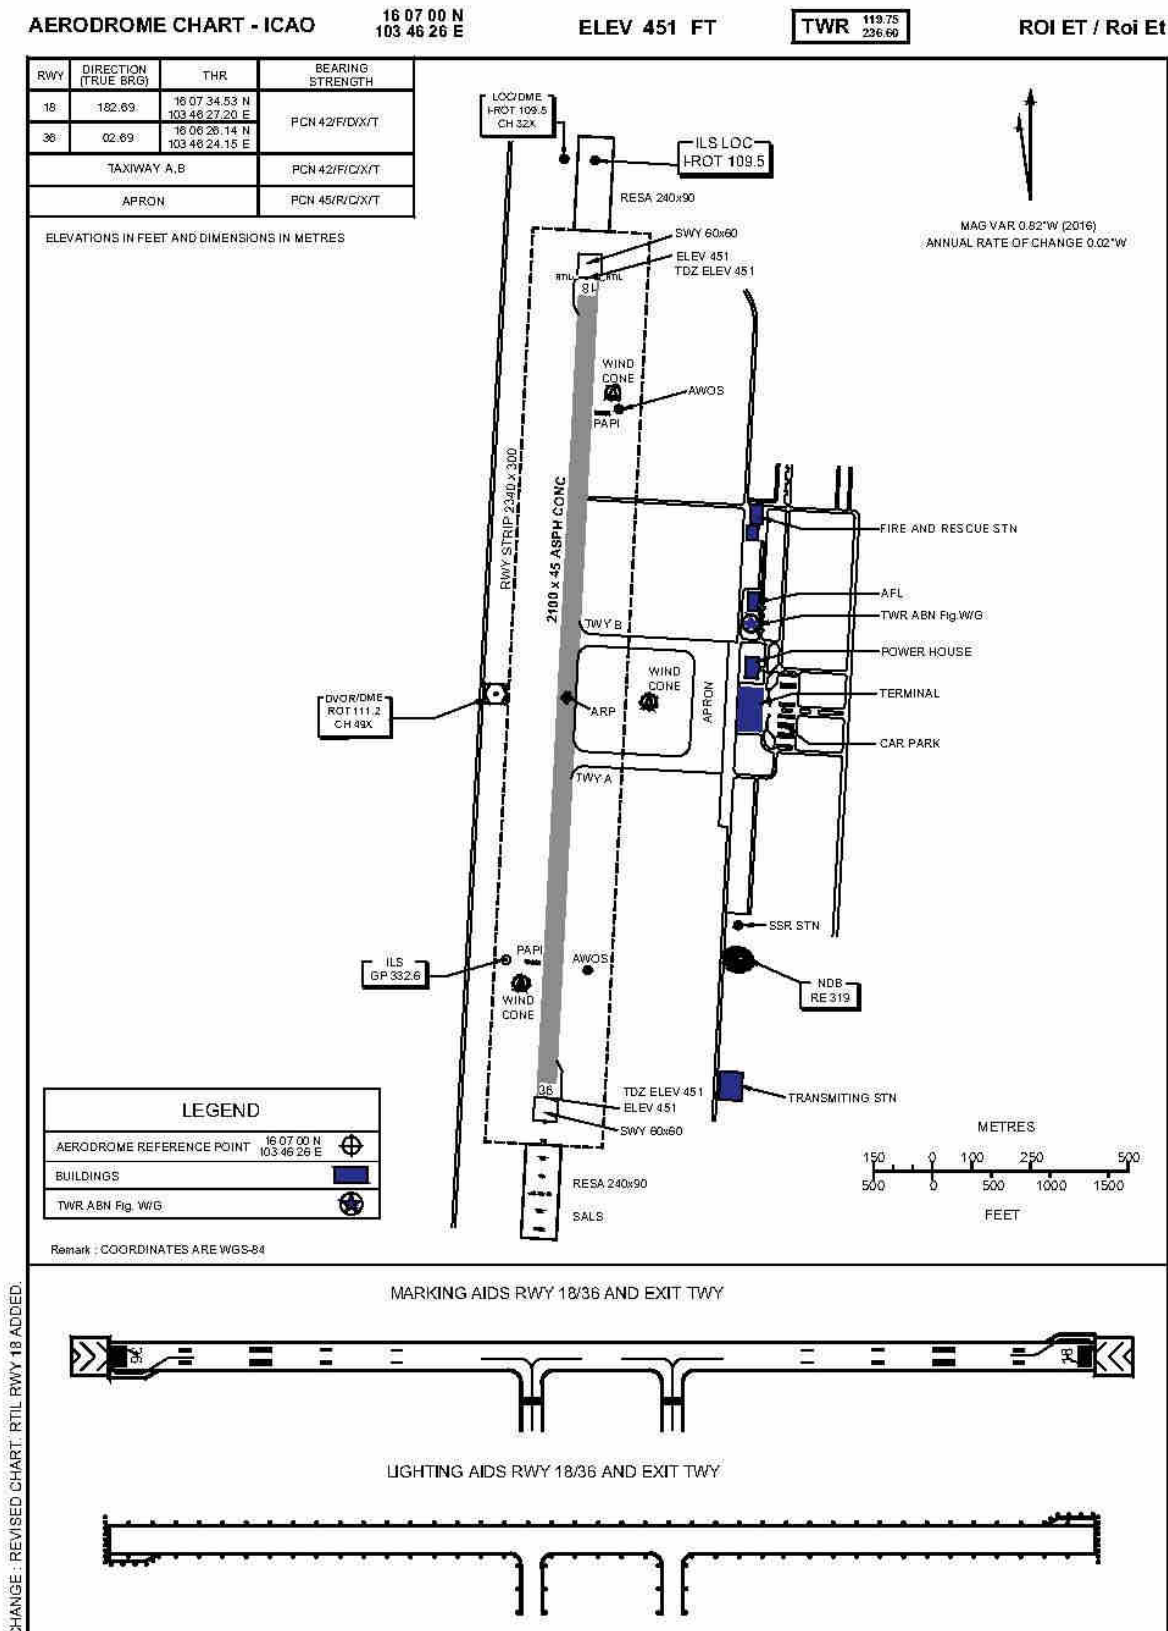 AERODROME CHART - ICAO
16 07 00 N
103 46 26 E
ELEV 451 FT
TWR 119.75
236.60
ROI ET / Roi Et
RWY DIRECTION (TRUE BRG) THR BEARING STRENGTH
18 182.69 16 07 34.53 N
103 46 27.20 E
PCN 42/F/D/X/T
36 02.69 16 06 26.14 N
103 46 24.15 E
TAXIWAY A,B PCN 42/F/C/X/T
APRON PCN 45/R/C/X/T
ELEVATIONS IN FEET AND DIMENSIONS IN METRES
LOC/DME
I-ROT 109.5
CH 32X
ILS LOC
I-ROT 109.5
RESA 240x90
MAG VAR 0.82°W (2016)
ANNUAL RATE OF CHANGE 0.02°W
SWY 60x60
ELEV 451
TDZ ELEV 451
RTIL RTIL
18
WIND
CONE
AWOS
PAPI
RWY STRIP 2340 x 300
2100 x 45 ASPH CONC
FIRE AND RESCUE STN
AFL
TWR ABN Flg W/G
TWY B
POWER HOUSE
WIND
CONE
TERMINAL
DVOR/DME
ROT 111.2
CH 49X
ARP
APRON
CAR PARK
TWY A
SSR STN
PAPI
AWOS
ILS
GP 332.6
WIND
CONE
NDB
RE 319
36
TDZ ELEV 451
ELEV 451
SWY 60x60
TRANSMITING STN
RESA 240x90
SALS
LEGEND
AERODROME REFERENCE POINT 16 07 00 N
103 46 26 E
BUILDINGS
TWR ABN Flg. W/G
METRES
150 0 100 250 500
500 0 500 1000 1500
FEET
Remark : COORDINATES ARE WGS-84
MARKING AIDS RWY 18/36 AND EXIT TWY
36
18
LIGHTING AIDS RWY 18/36 AND EXIT TWY
CHANGE : REVISED CHART. RTIL RWY 18 ADDED.